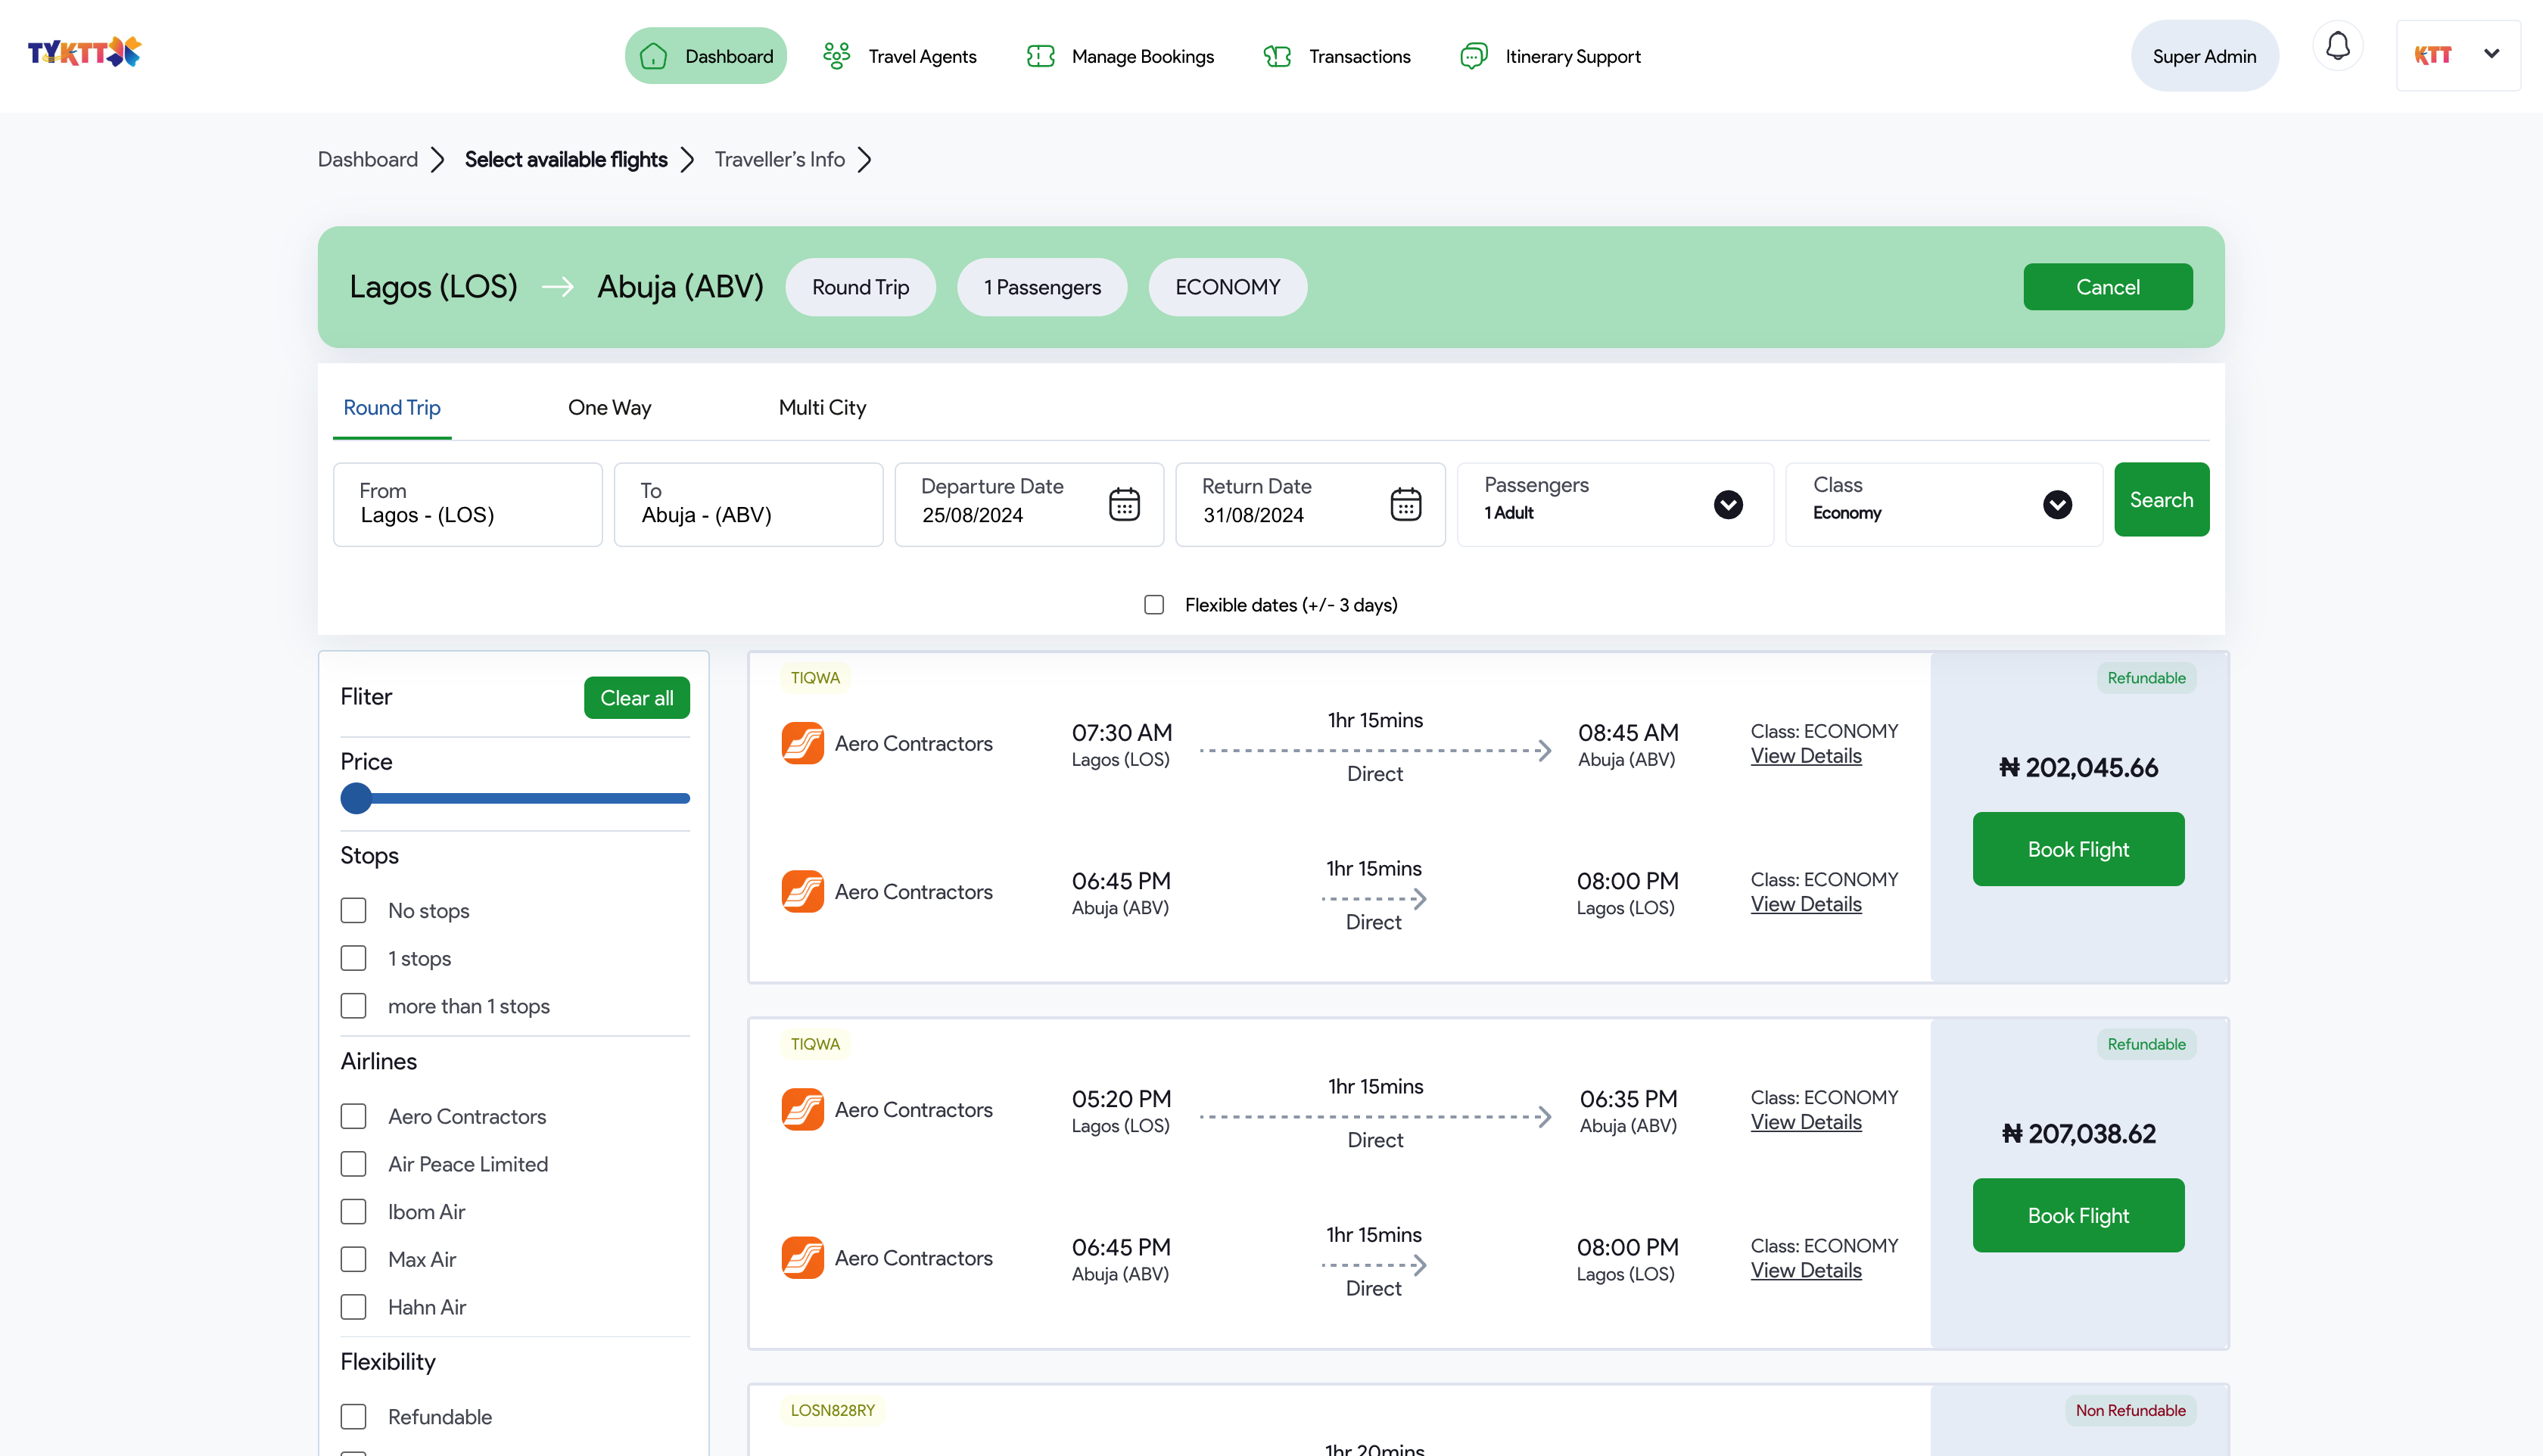 TYKTT
Dashboard
Travel Agents
Manage Bookings
Transactions
Itinerary Support
Super Admin
KTT
Dashboard
Select available flights
Traveller's Info
Lagos (LOS)
Abuja (ABV)
Round Trip
1 Passengers
ECONOMY
Cancel
Round Trip
One Way
Multi City
From
Lagos - (LOS)
To
Abuja - (ABV)
Departure Date
25/08/2024
Return Date
31/08/2024
Passengers
1 Adult
Class
Economy
Search
Flexible dates (+/- 3 days)
Fliter
Clear all
Price
Stops
No stops
1 stops
more than 1 stops
Airlines
Aero Contractors
Air Peace Limited
Ibom Air
Max Air
Hahn Air
Flexibility
Refundable
TIQWA
Refundable
Aero Contractors
07:30 AM
Lagos (LOS)
1hr 15mins
Direct
08:45 AM
Abuja (ABV)
Class: ECONOMY
View Details
Aero Contractors
06:45 PM
Abuja (ABV)
1hr 15mins
Direct
08:00 PM
Lagos (LOS)
Class: ECONOMY
View Details
₦ 202,045.66
Book Flight
TIQWA
Refundable
Aero Contractors
05:20 PM
Lagos (LOS)
1hr 15mins
Direct
06:35 PM
Abuja (ABV)
Class: ECONOMY
View Details
Aero Contractors
06:45 PM
Abuja (ABV)
1hr 15mins
Direct
08:00 PM
Lagos (LOS)
Class: ECONOMY
View Details
₦ 207,038.62
Book Flight
LOSN828RY
Non Refundable
1hr 20mins